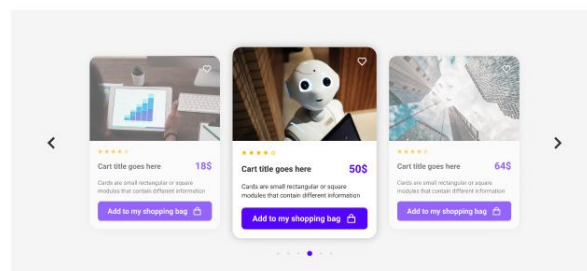 Cart title goes here 18$
Cards are small rectangular or square
modules that contain different information
Add to my shopping bag
Cart title goes here 50$
Cards are small rectangular or square
modules that contain different information
Add to my shopping bag
Cart title goes here 64$
Cards are small rectangular or square
modules that contain different information
Add to my shopping bag